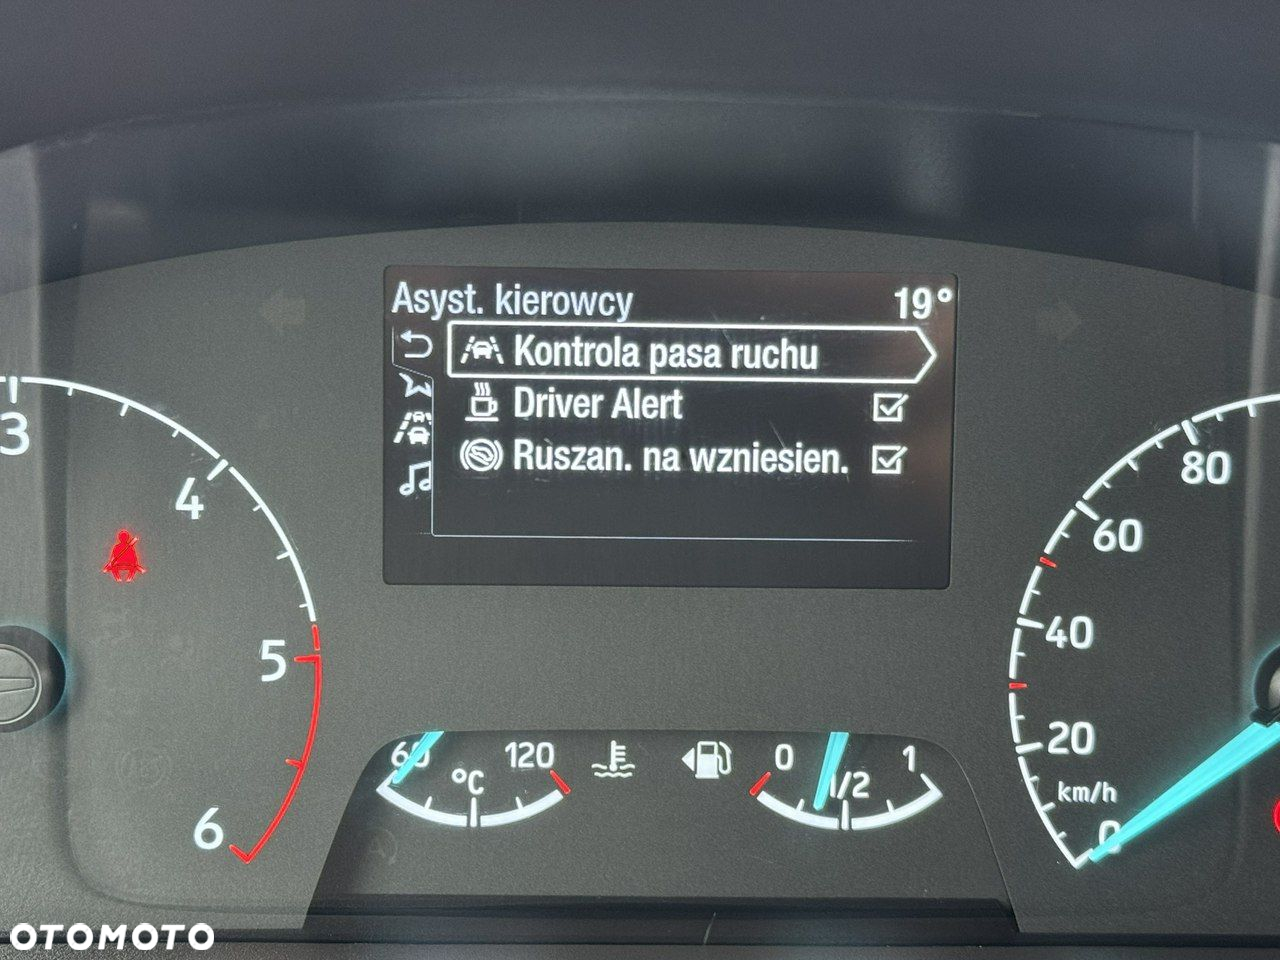 Asyst. kierowcy 19°
Kontrola pasa ruchu
Driver Alert
Ruszan. na wzniesien.
3
4
5
6
80
60
40
20
km/h
0
60 120
°C
0 1
1/2
OTOMOTO